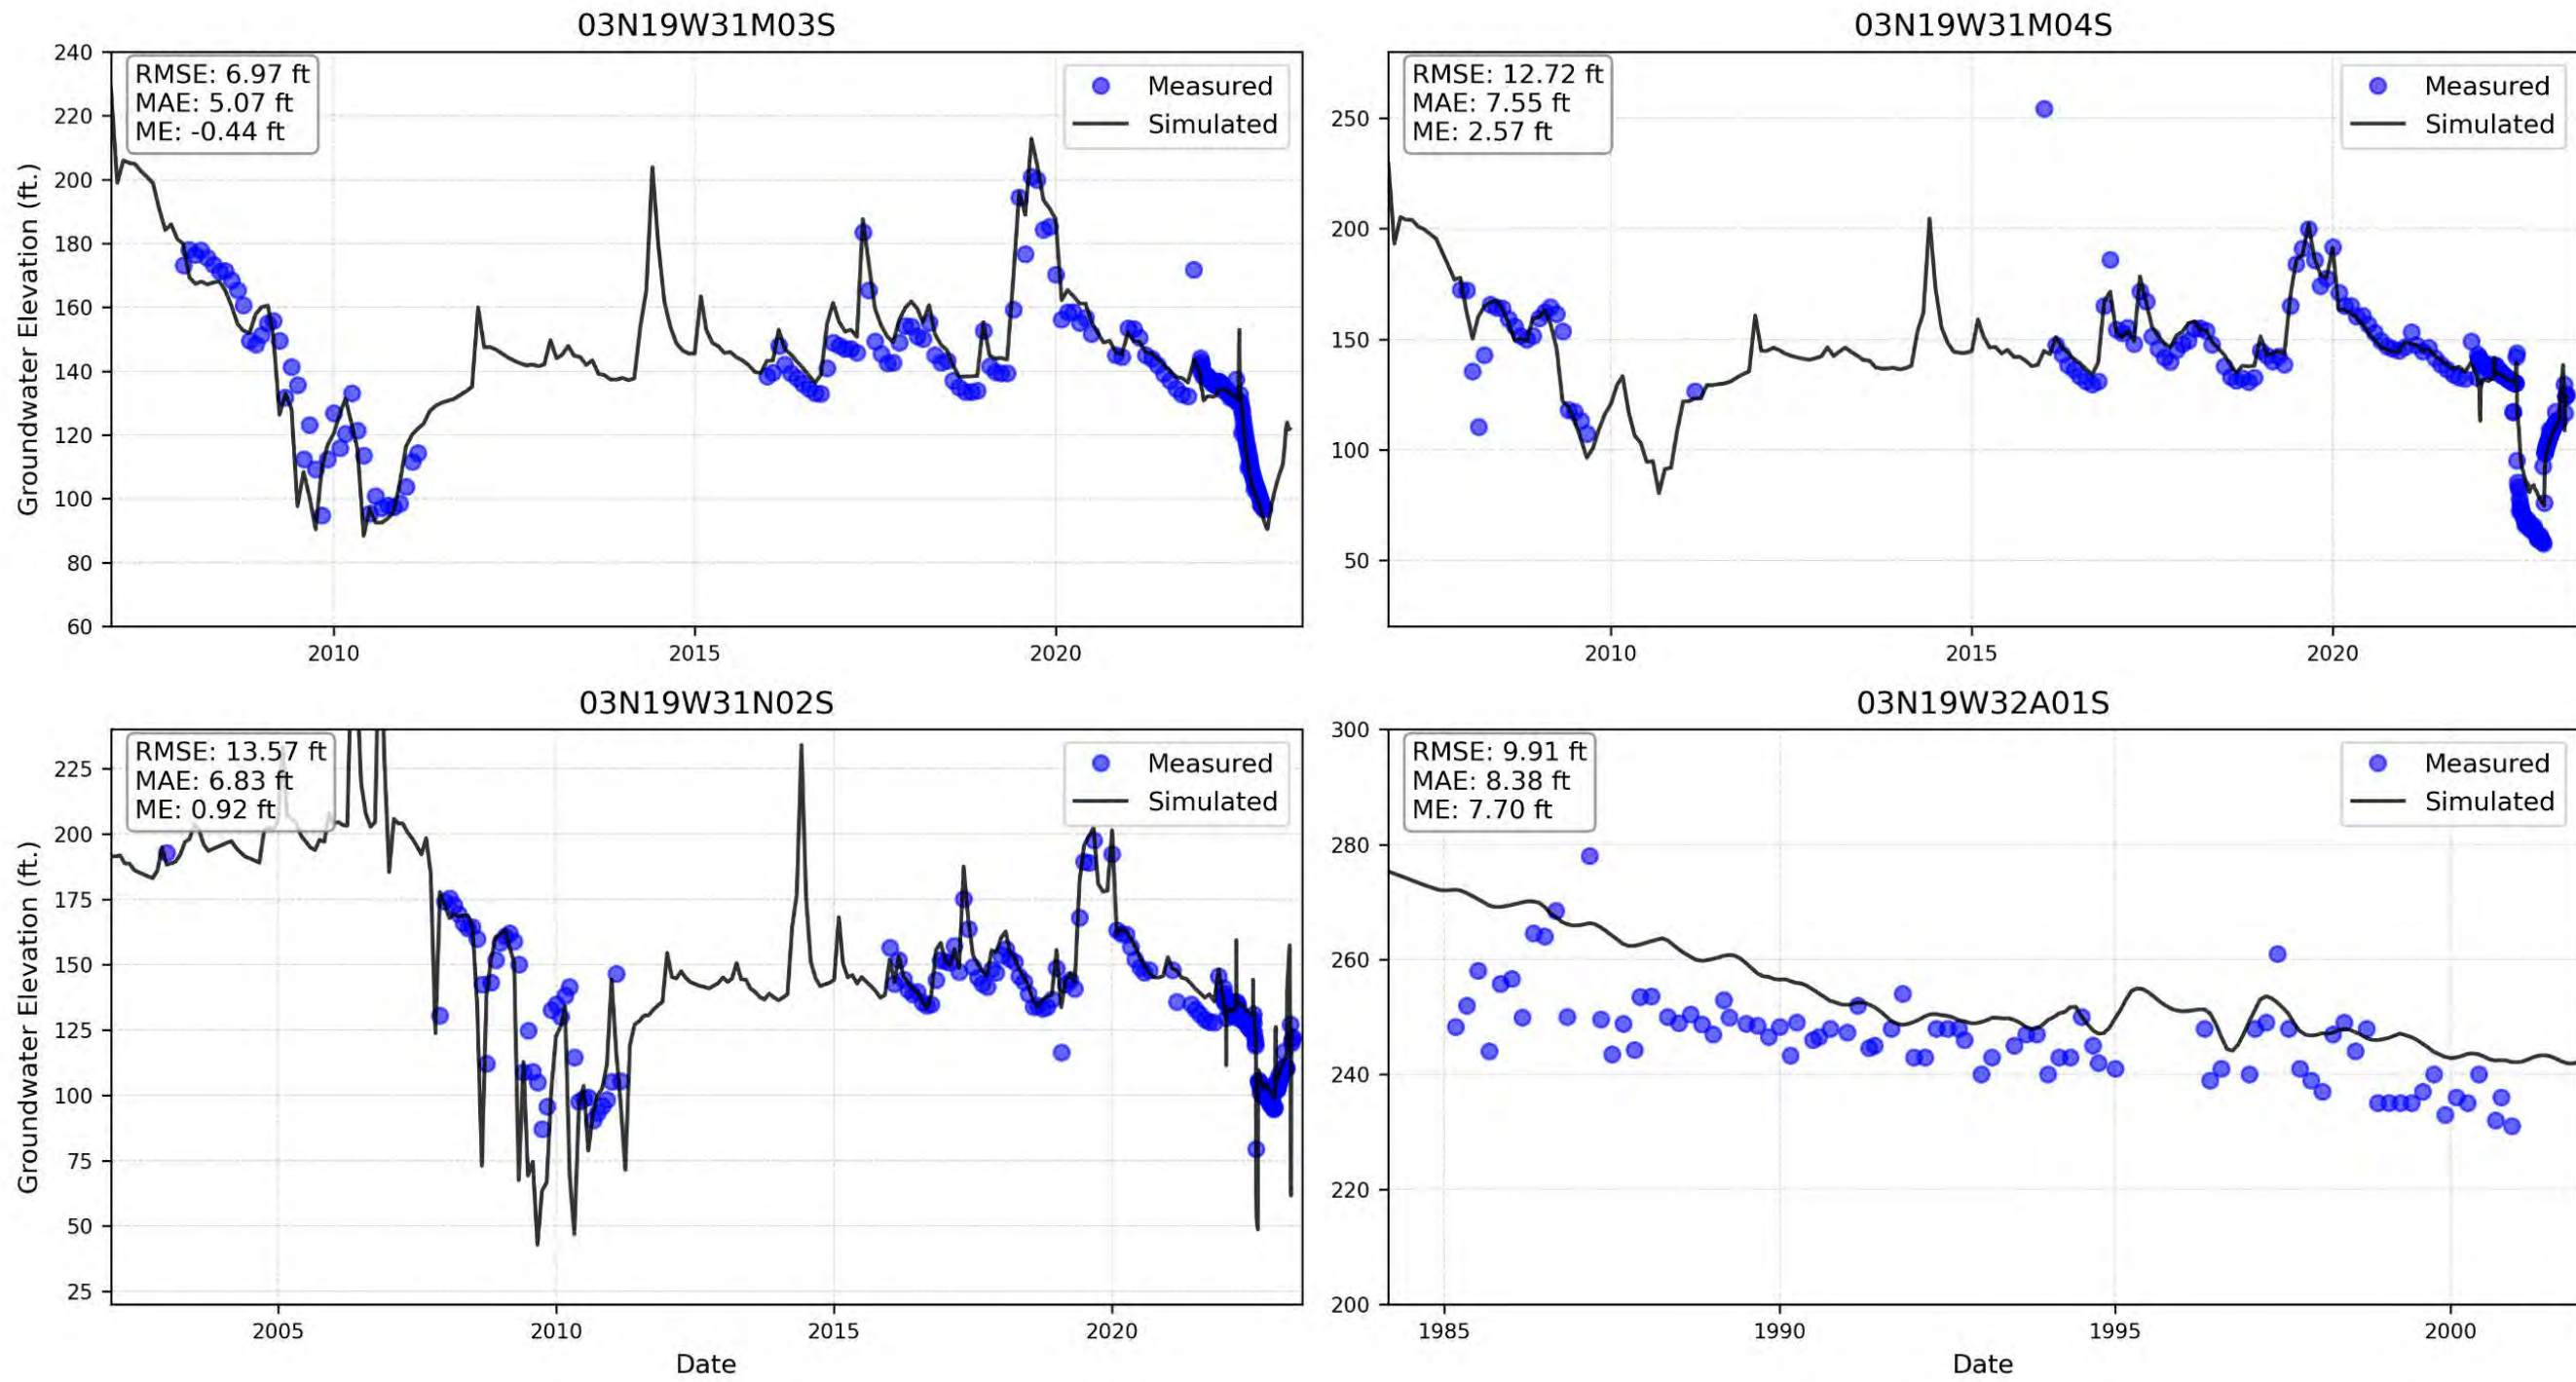 03N19W31M03S
RMSE: 6.97 ft
MAE: 5.07 ft
ME: -0.44 ft
Measured
Simulated
Groundwater Elevation (ft.)
240
220
200
180
160
140
120
100
80
60
2010
2015
2020
03N19W31M04S
RMSE: 12.72 ft
MAE: 7.55 ft
ME: 2.57 ft
Measured
Simulated
250
200
150
100
50
2010
2015
2020
03N19W31N02S
RMSE: 13.57 ft
MAE: 6.83 ft
ME: 0.92 ft
Measured
Simulated
Groundwater Elevation (ft.)
225
200
175
150
125
100
75
50
25
2005
2010
2015
2020
Date
03N19W32A01S
RMSE: 9.91 ft
MAE: 8.38 ft
ME: 7.70 ft
Measured
Simulated
300
280
260
240
220
200
1985
1990
1995
2000
Date